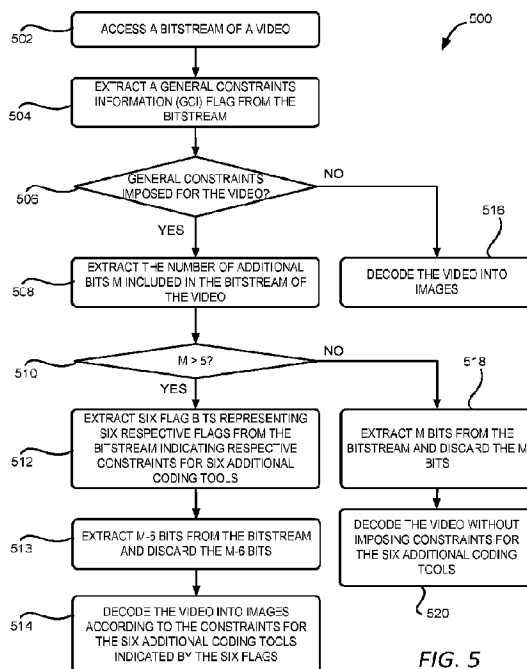 500
502
ACCESS A BITSTREAM OF A VIDEO
504
EXTRACT A GENERAL CONSTRAINTS
INFORMATION (GCI) FLAG FROM THE
BITSTREAM
506
GENERAL CONSTRAINTS
IMPOSED FOR THE VIDEO?
NO
YES
516
DECODE THE VIDEO INTO
IMAGES
508
EXTRACT THE NUMBER OF ADDITIONAL
BITS M INCLUDED IN THE BITSTREAM OF
THE VIDEO
510
M > 5?
NO
YES
518
EXTRACT M BITS FROM THE
BITSTREAM AND DISCARD THE M
BITS
512
EXTRACT SIX FLAG BITS REPRESENTING
SIX RESPECTIVE FLAGS FROM THE
BITSTREAM INDICATING RESPECTIVE
CONSTRAINTS FOR SIX ADDITIONAL
CODING TOOLS
513
EXTRACT M-6 BITS FROM THE BITSTREAM
AND DISCARD THE M-6 BITS
DECODE THE VIDEO WITHOUT
IMPOSING CONSTRAINTS FOR
THE SIX ADDITIONAL CODING
TOOLS
520
514
DECODE THE VIDEO INTO IMAGES
ACCORDING TO THE CONSTRAINTS FOR
THE SIX ADDITIONAL CODING TOOLS
INDICATED BY THE SIX FLAGS
FIG. 5